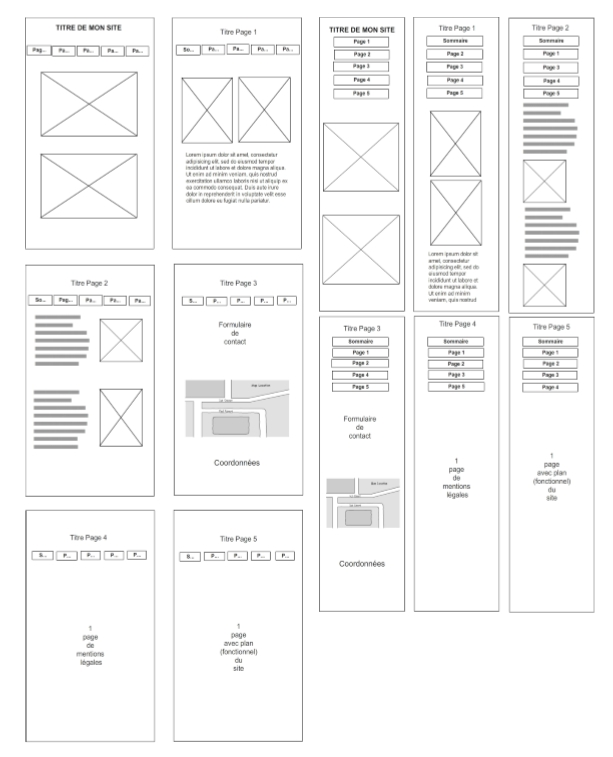 TITRE DE MON SITE
Pag... Pa... Pa... Pa... Pa...
Titre Page 1
So... Pa... Pa... Pa... Pa...
Lorem ipsum dolor sit amet, consectetur
adipiscing elit, sed do eiusmod tempor
incididunt ut labore et dolore magna aliqua.
Ut enim ad minim veniam, quis nostrud
exercitation ullamco laboris nisi ut aliquip ex
ea commodo consequat. Duis aute irure
dolor in reprehenderit in voluptate velit esse
cillum dolore eu fugiat nulla pariatur.
Titre Page 2
So... Pag... Pa... Pa... Pa...
Titre Page 3
S... P... P... P... P...
Formulaire
de
contact
Coordonnées
Titre Page 4
S... P... P... P... P...
1
page
de
mentions
légales
Titre Page 5
S... P... P... P... P...
1
page
avec plan
(fonctionnel)
du
site
TITRE DE MON SITE
Page 1
Page 2
Page 3
Page 4
Page 5
Titre Page 1
Sommaire
Page 2
Page 3
Page 4
Page 5
Lorem ipsum dolor sit
amet, consectetur
adipiscing elit, sed do
eiusmod tempor
incididunt ut labore et
dolore magna aliqua.
Ut enim ad minim
veniam, quis nostrud
Titre Page 2
Sommaire
Page 1
Page 3
Page 4
Page 5
Titre Page 3
Sommaire
Page 1
Page 2
Page 4
Page 5
Formulaire
de
contact
Coordonnées
Titre Page 4
Sommaire
Page 1
Page 2
Page 3
Page 5
1
page
de
mentions
légales
Titre Page 5
Sommaire
Page 1
Page 2
Page 3
Page 4
1
page
avec plan
(fonctionnel)
du
site